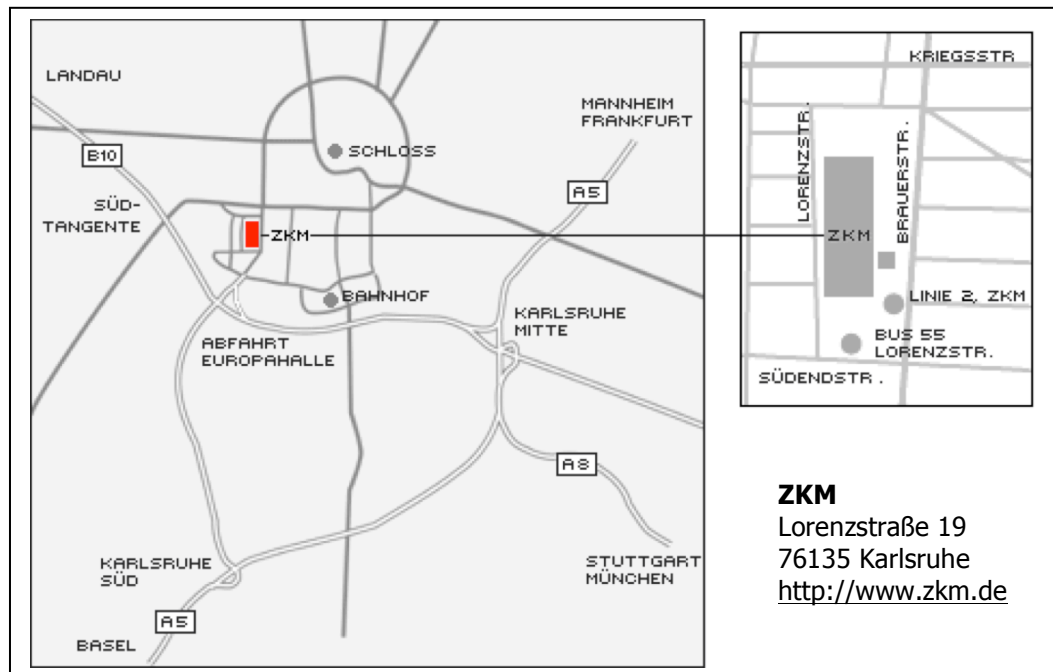 LANDAU
MANNHEIM
FRANKFURT
B10
SCHLOSS
A5
SÜD-
TANGENTE
ZKM
BAHNHOF
KARLSRUHE
MITTE
ABFAHRT
EUROPAHALLE
A8
KARLSRUHE
SÜD
STUTTGART
MÜNCHEN
A5
BASEL
KRIEGSSTR
LORENZSTR.
BRAUERSTR.
ZKM
LINIE 2, ZKM
BUS 55
LORENZSTR.
SÜDENDSTR.
ZKM
Lorenzstraße 19
76135 Karlsruhe
http://www.zkm.de